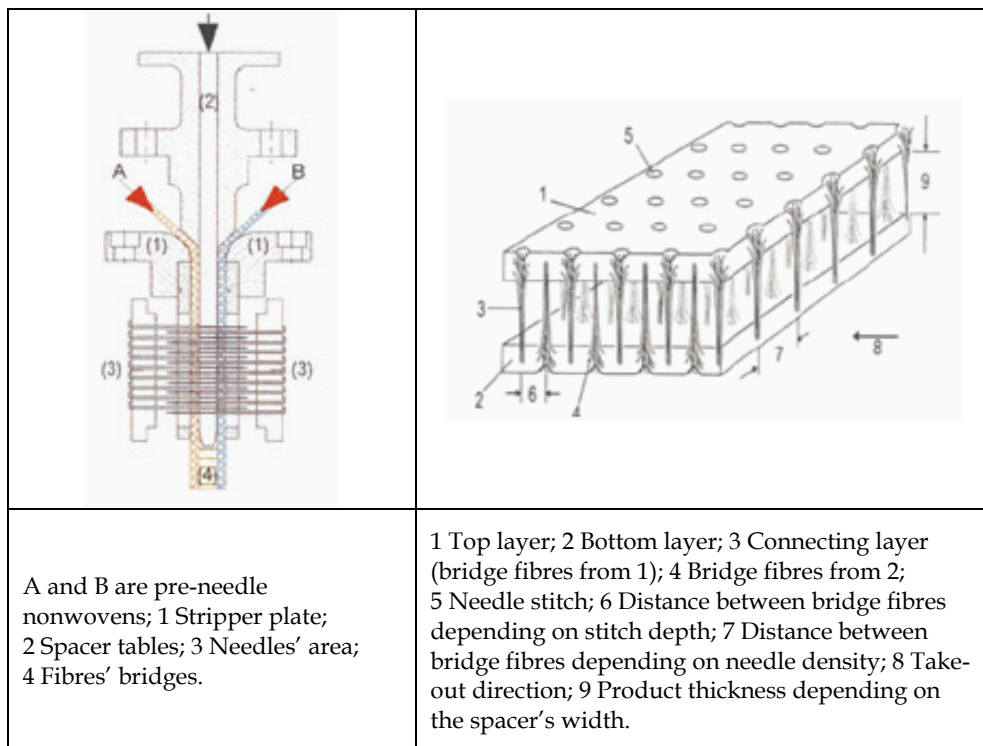 (2)
A
B
(1)
(1)
(3)
(3)
(4)
5
1
9
3
7
8
2
6
4
A and B are pre-needle
nonwovens; 1 Stripper plate;
2 Spacer tables; 3 Needles’ area;
4 Fibres’ bridges.
1 Top layer; 2 Bottom layer; 3 Connecting layer
(bridge fibres from 1); 4 Bridge fibres from 2;
5 Needle stitch; 6 Distance between bridge fibres
depending on stitch depth; 7 Distance between
bridge fibres depending on needle density; 8 Take-
out direction; 9 Product thickness depending on
the spacer’s width.